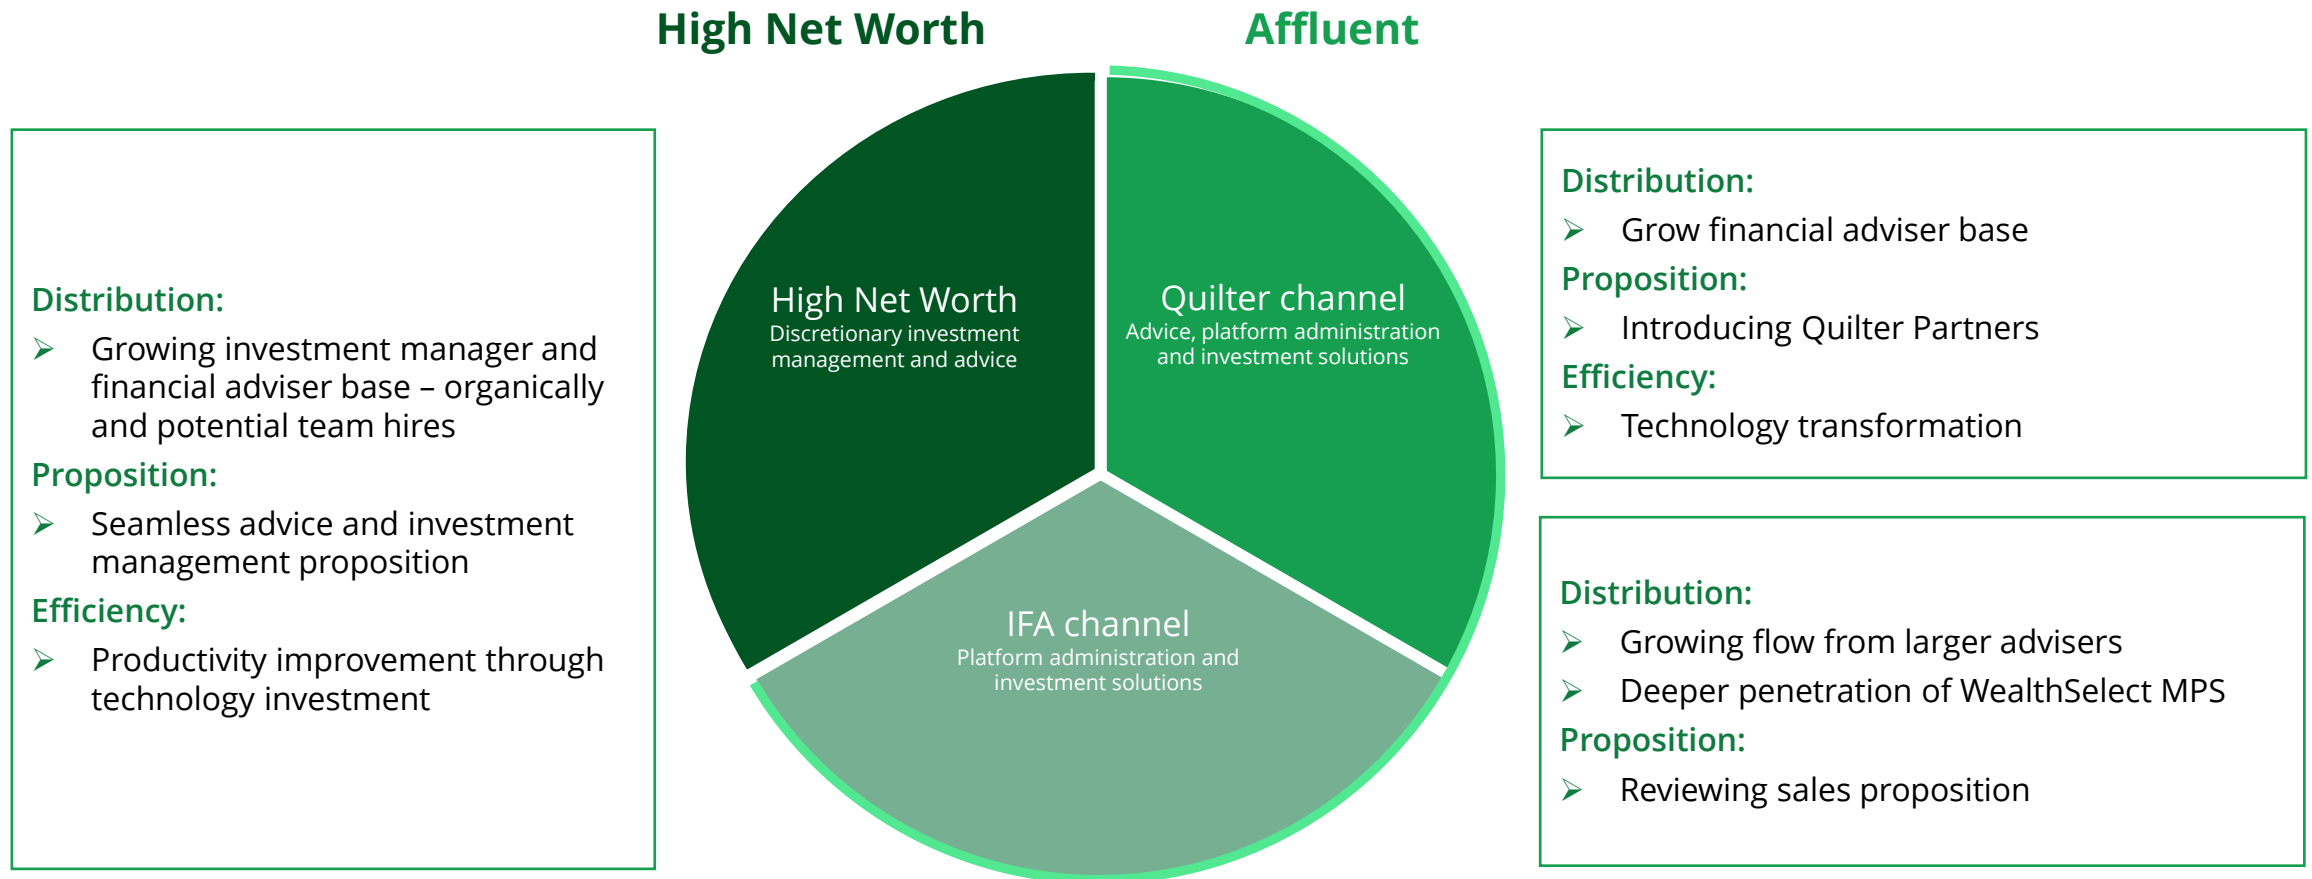 High Net Worth
Affluent
Distribution:
Growing investment manager and
financial adviser base – organically
and potential team hires
Proposition:
Seamless advice and investment
management proposition
Efficiency:
Productivity improvement through
technology investment
High Net Worth
Discretionary investment
management and advice
Quilter channel
Advice, platform administration
and investment solutions
IFA channel
Platform administration and
investment solutions
Distribution:
Grow financial adviser base
Proposition:
Introducing Quilter Partners
Efficiency:
Technology transformation
Distribution:
Growing flow from larger advisers
Deeper penetration of WealthSelect MPS
Proposition:
Reviewing sales proposition